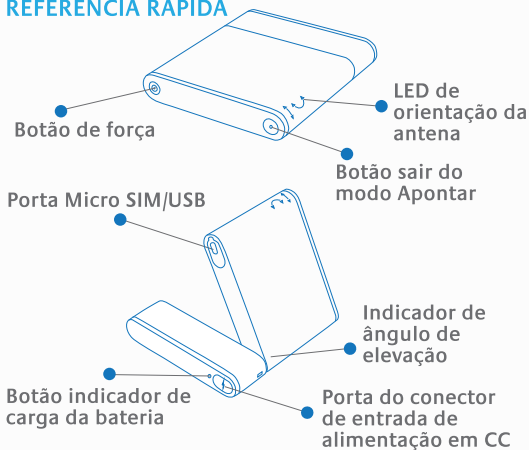 REFERÊNCIA RÁPIDA
LED de
orientação da
antena
Botão de força
Botão sair do
modo Apontar
Porta Micro SIM/USB
Indicador de
ângulo de
elevação
Botão indicador de
carga da bateria
Porta do conector
de entrada de
alimentação em CC